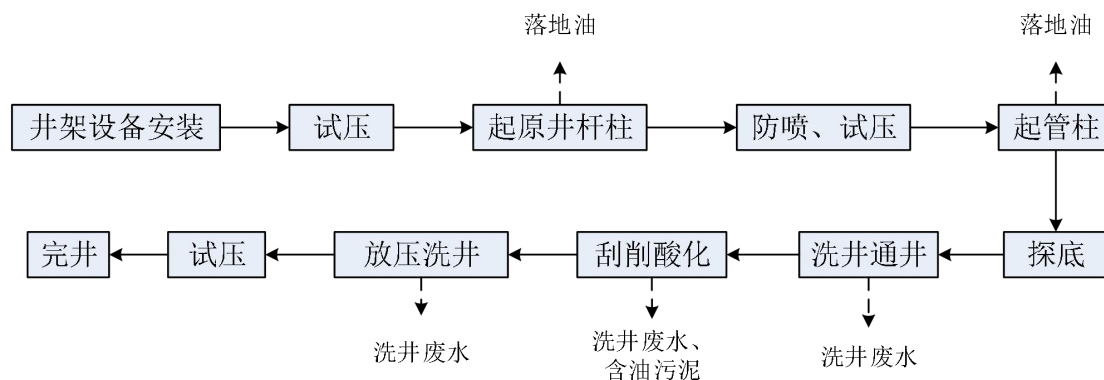 落地油
落地油
井架设备安装
试压
起原井杆柱
防喷、试压
起管柱
完井
试压
放压洗井
刮削酸化
洗井通井
探底
洗井废水
洗井废水、
含油污泥
洗井废水